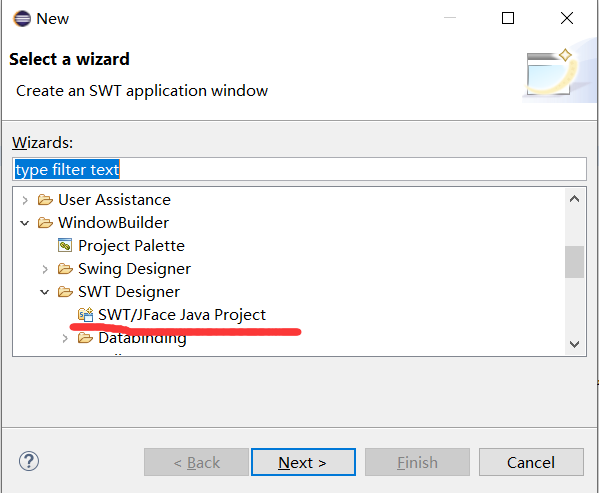 New
Select a wizard
Create an SWT application window
Wizards:
type filter text
User Assistance
WindowBuilder
Project Palette
Swing Designer
SWT Designer
SWT/JFace Java Project
Databinding
?
< Back
Next >
Finish
Cancel